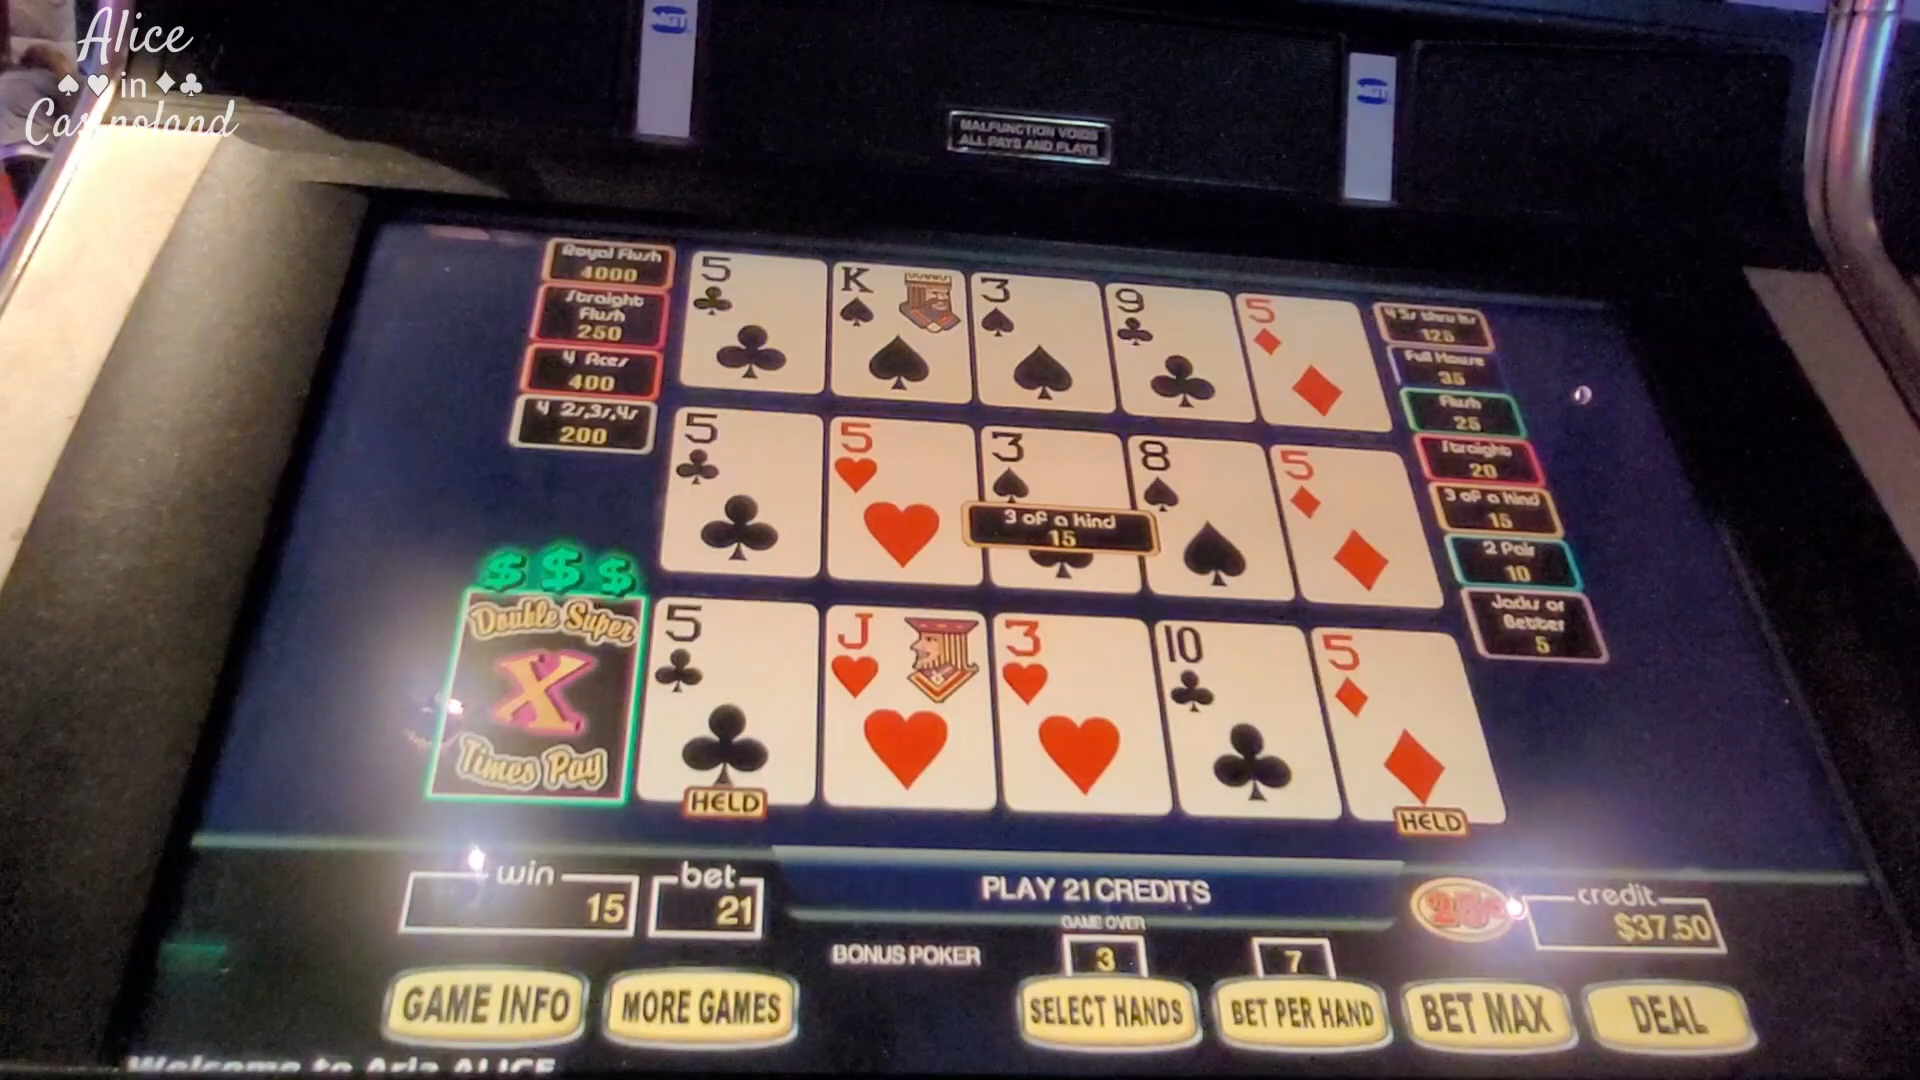 Alice
in
Casinoland
MALFUNCTION VOIDS
ALL PAYS AND PLAYS
Royal Flush
4000
Straight
Flush
250
4 Aces
400
4 2s,3s,4s
200
5
K
3
9
5
4 5s thru Ks
125
Full House
35
Flush
25
Straight
20
3 of a Kind
15
2 Pair
10
Jacks or
Better
5
5
5
3
8
5
3 of a Kind
15
$ $ $
Double Super
X
Times Pay
5
J
3
10
5
HELD
HELD
win
15
bet
21
PLAY 21 CREDITS
GAME OVER
25¢
credit
$37.50
BONUS POKER
3
7
GAME INFO
MORE GAMES
SELECT HANDS
BET PER HAND
BET MAX
DEAL
Welcome to Aria ALICE